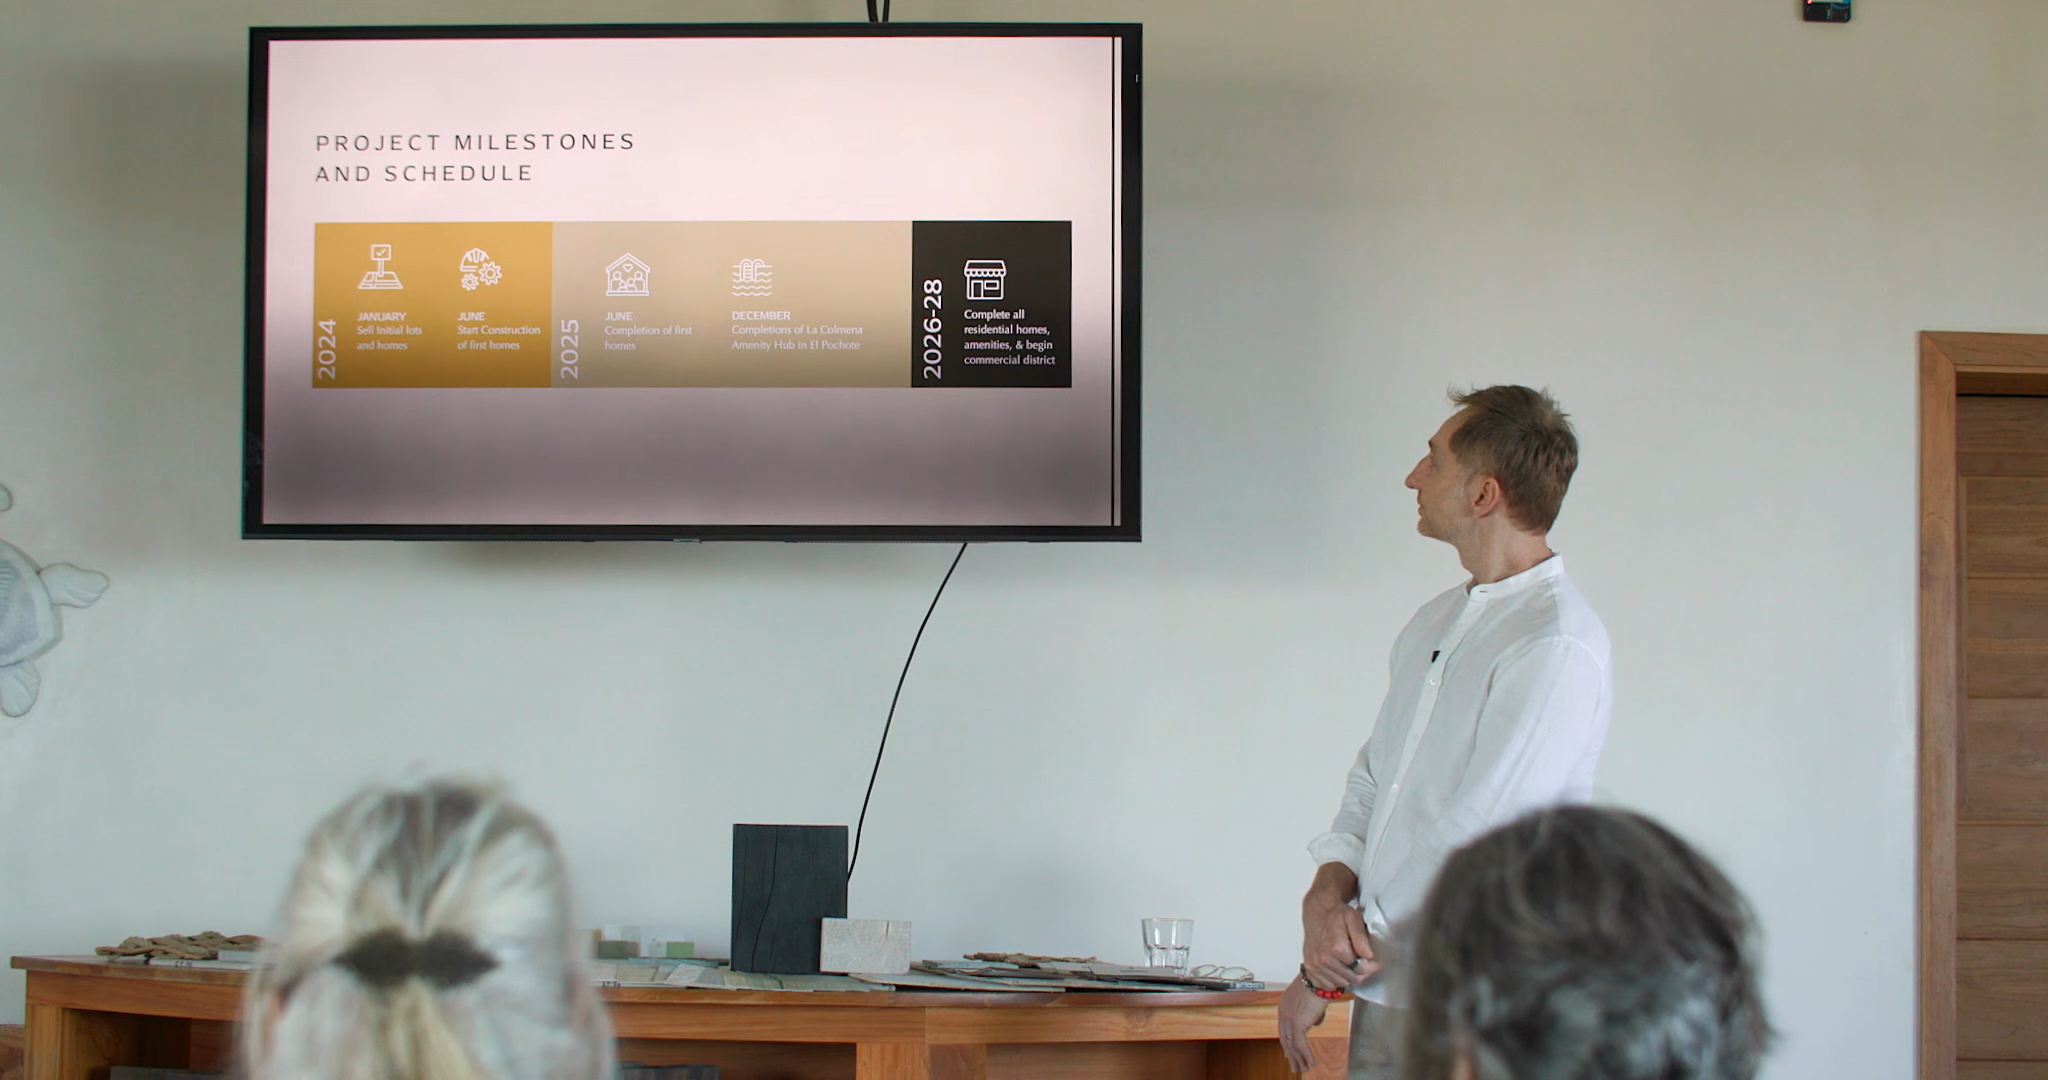 PROJECT MILESTONES
AND SCHEDULE
2024
JANUARY
Sell Initial lots
and homes
JUNE
Start Construction
of first homes
2025
JUNE
Completion of first
homes
DECEMBER
Completions of La Colmena
Amenity Hub in El Pochote
2026-28
Complete all
residential homes,
amenities, & begin
commercial district